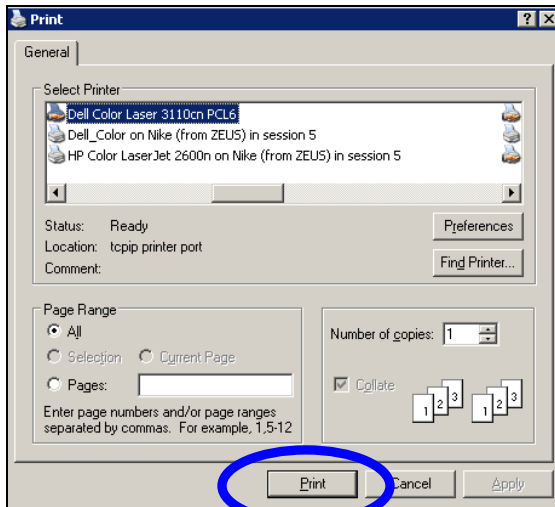 Print
General
Select Printer
Dell Color Laser 3110cn PCL6
Dell_Color on Nike (from ZEUS) in session 5
HP Color LaserJet 2600n on Nike (from ZEUS) in session 5
Status: Ready
Preferences
Location: tcpip printer port
Comment:
Find Printer...
Page Range
All
Number of copies: 1
Selection Current Page
Pages:
Collate
1 2 3 1 2 3
Enter page numbers and/or page ranges
separated by commas. For example, 1,5-12
Print Cancel Apply